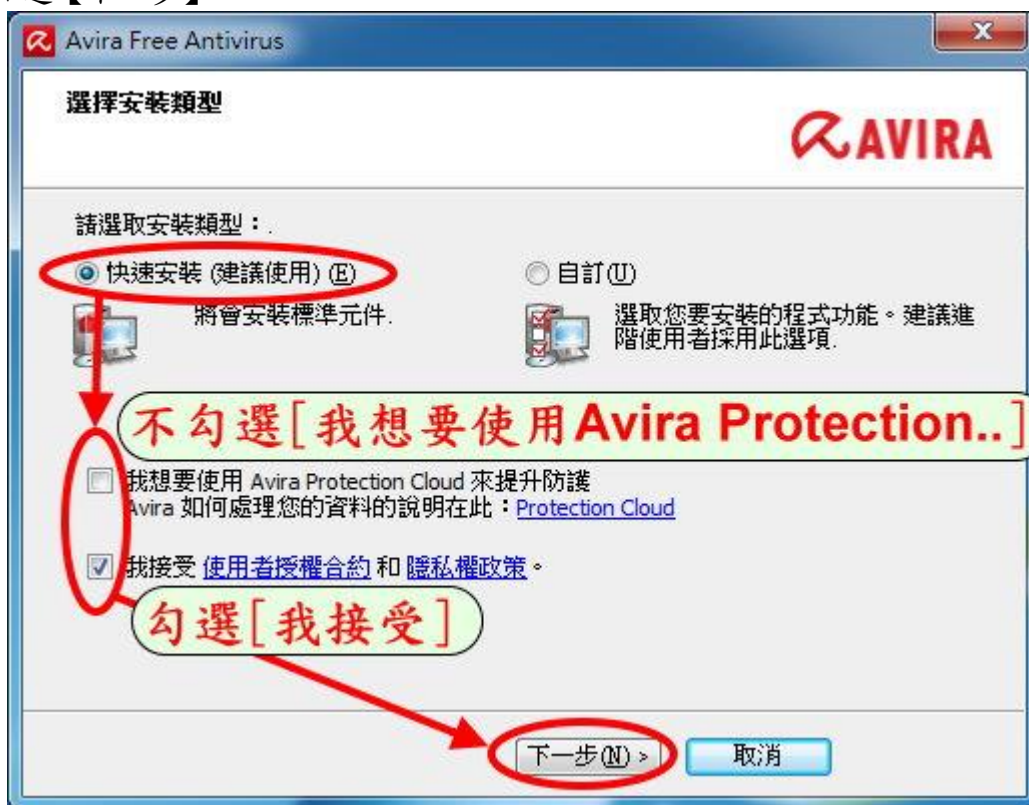 Avira Free Antivirus
選擇安裝類型
AVIRA
請選取安裝類型：.
快速安裝 (建議使用) (E)
自訂(U)
將會安裝標準元件.
選取您要安裝的程式功能。建議進
階使用者採用此選項.
不勾選[我想要使用Avira Protection..]
我想要使用 Avira Protection Cloud 來提升防護
Avira 如何處理您的資料的說明在此：Protection Cloud
我接受 使用者授權合約 和 隱私權政策。
勾選[我接受]
下一步(N) >
取消